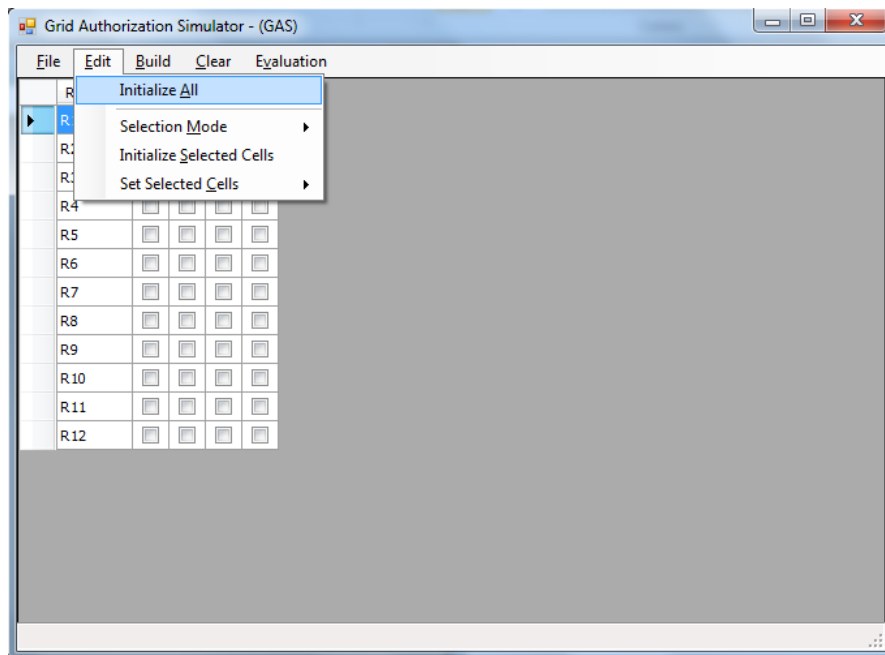 Grid Authorization Simulator - (GAS)
File Edit Build Clear Evaluation
Initialize All
Selection Mode
Initialize Selected Cells
Set Selected Cells
R4
R5
R6
R7
R8
R9
R10
R11
R12